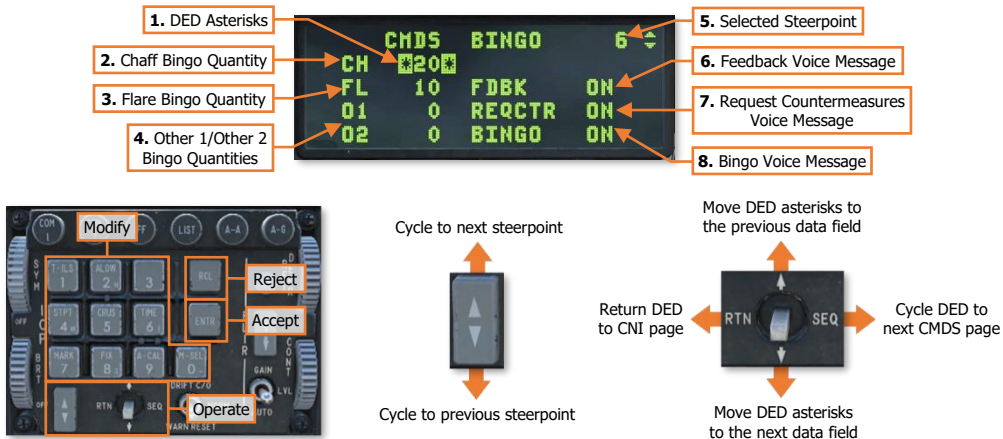 1. DED Asterisks
2. Chaff Bingo Quantity
3. Flare Bingo Quantity
4. Other 1/Other 2
Bingo Quantities
CMDS BINGO 6
CH *20*
FL 10 FDBK ON
O1 0 REQCTR ON
O2 0 BINGO ON
5. Selected Steerpoint
6. Feedback Voice Message
7. Request Countermeasures
Voice Message
8. Bingo Voice Message
COM
1
FF
LIST
A-A
A-G
Modify
SYM
T-ILS
1
ALOW
2
3
RCL
Reject
ICP
OFF
STPT
4
CRUS
5
TIME
6
ENTR
Accept
BRT
MARK
7
FIX
8
A-CAL
9
M-SEL
0
CONT
GAIN
LVL
AUTO
OFF
RTN
SEQ
DRIFT C/O
WARN RESET
Operate
Cycle to next steerpoint
Cycle to previous steerpoint
Move DED asterisks to
the previous data field
Return DED
to CNI page
RTN
SEQ
Cycle DED to
next CMDS page
Move DED asterisks
to the next data field